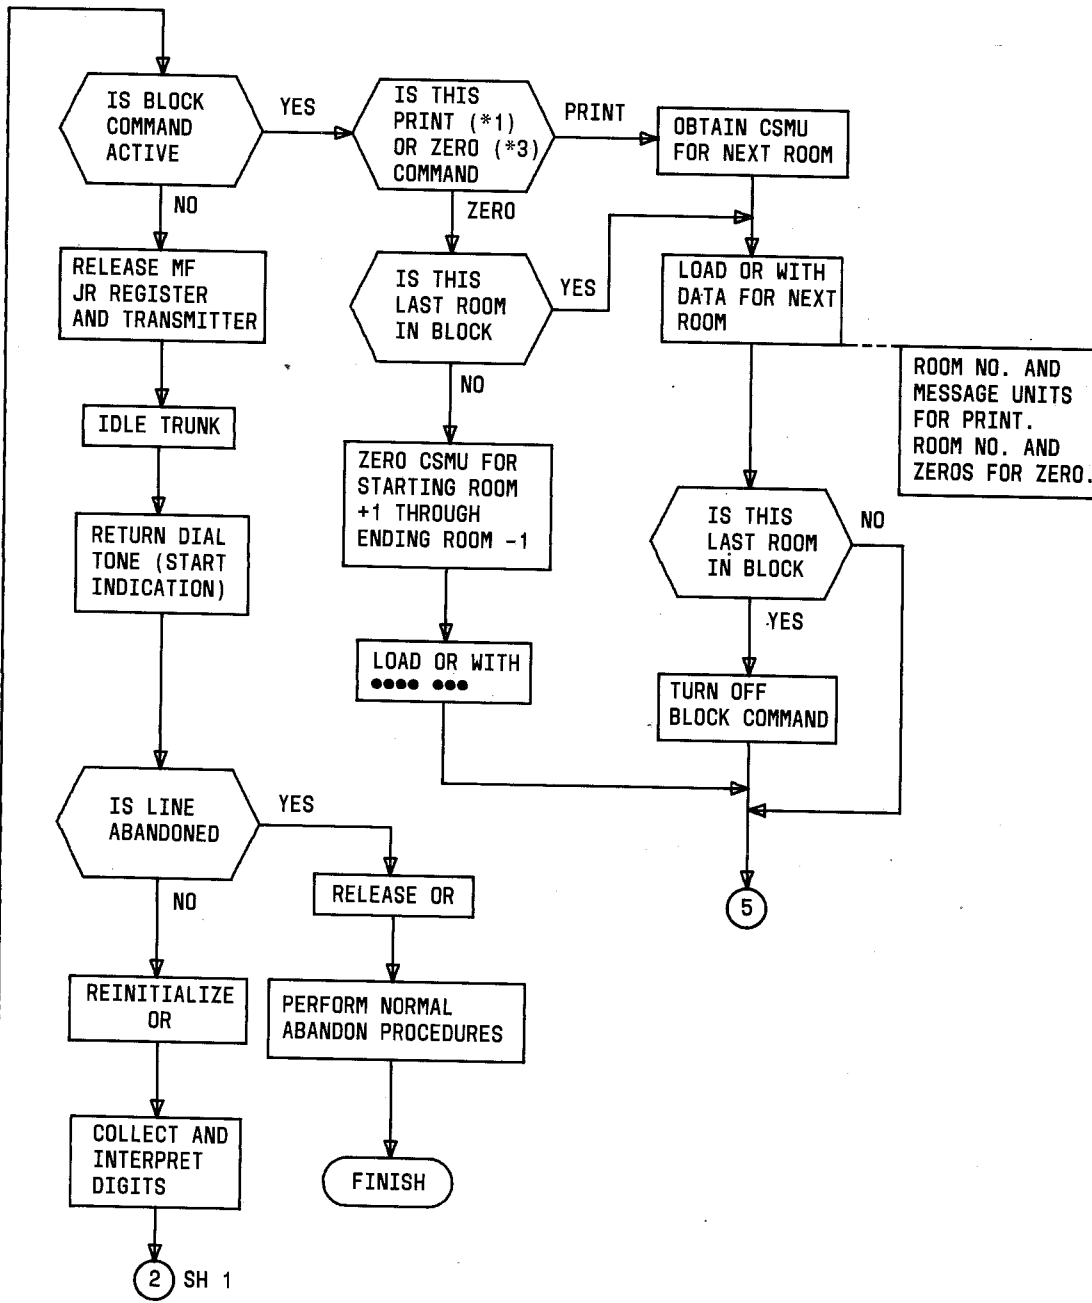 IS BLOCK
COMMAND
ACTIVE
YES
NO
IS THIS
PRINT (*1)
OR ZERO (*3)
COMMAND
PRINT
ZERO
OBTAIN CSMU
FOR NEXT ROOM
RELEASE MF
JR REGISTER
AND TRANSMITTER
IS THIS
LAST ROOM
IN BLOCK
YES
NO
LOAD OR WITH
DATA FOR NEXT
ROOM
ROOM NO. AND
MESSAGE UNITS
FOR PRINT.
ROOM NO. AND
ZEROS FOR ZERO.
IDLE TRUNK
ZERO CSMU FOR
STARTING ROOM
+1 THROUGH
ENDING ROOM -1
RETURN DIAL
TONE (START
INDICATION)
IS THIS
LAST ROOM
IN BLOCK
NO
YES
LOAD OR WITH
●●●● ●●●
TURN OFF
BLOCK COMMAND
IS LINE
ABANDONED
YES
NO
RELEASE OR
5
REINITIALIZE
OR
PERFORM NORMAL
ABANDON PROCEDURES
COLLECT AND
INTERPRET
DIGITS
FINISH
2 SH 1